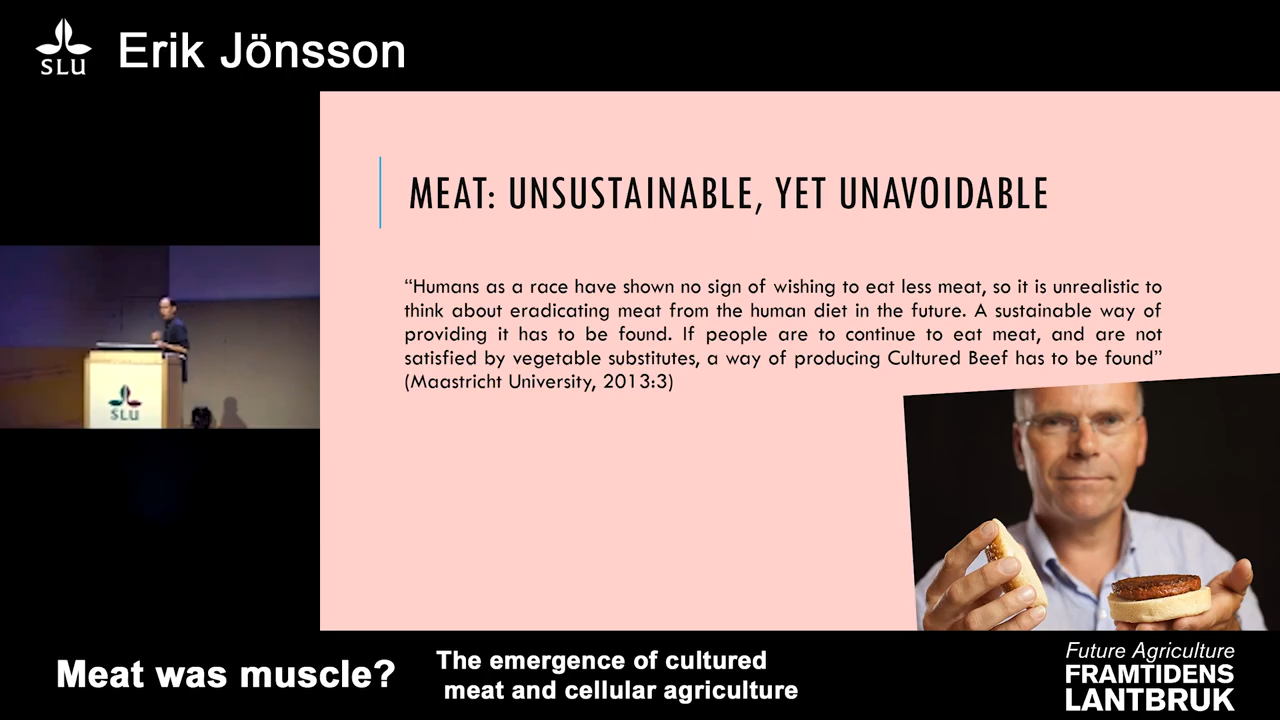 SLU
Erik Jönsson
MEAT: UNSUSTAINABLE, YET UNAVOIDABLE
“Humans as a race have shown no sign of wishing to eat less meat, so it is unrealistic to
think about eradicating meat from the human diet in the future. A sustainable way of
providing it has to be found. If people are to continue to eat meat, and are not
satisfied by vegetable substitutes, a way of producing Cultured Beef has to be found”
(Maastricht University, 2013:3)
SLU
Meat was muscle?
The emergence of cultured
meat and cellular agriculture
Future Agriculture
FRAMTIDENS
LANTBRUK